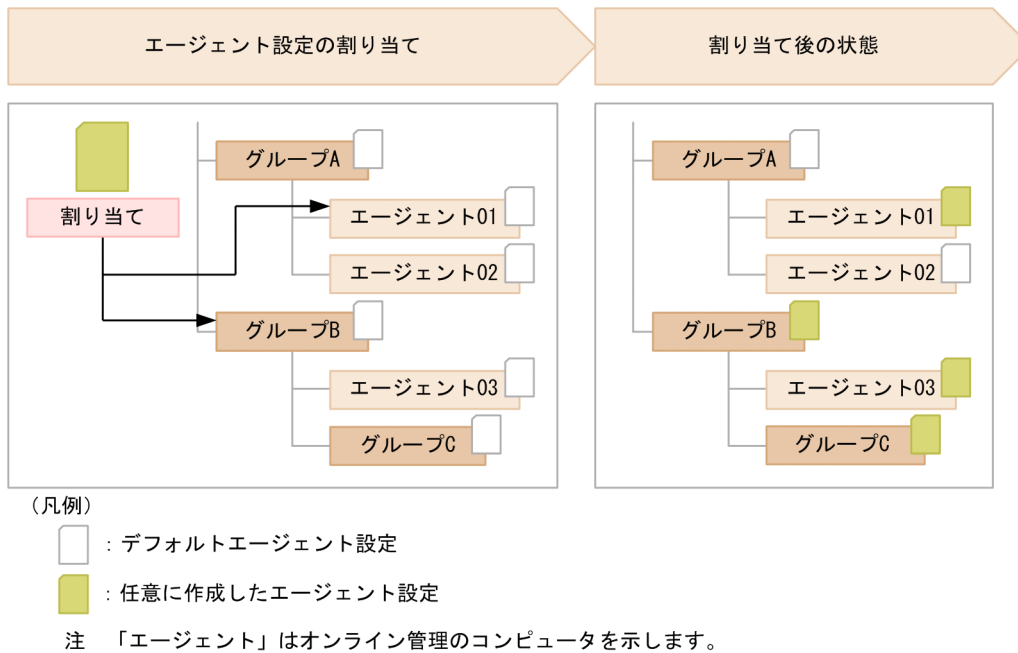 エージェント設定の割り当て
割り当て後の状態
割り当て
グループA
エージェント01
エージェント02
グループB
エージェント03
グループC
グループA
エージェント01
エージェント02
グループB
エージェント03
グループC
(凡例)
：デフォルトエージェント設定
：任意に作成したエージェント設定
注　「エージェント」はオンライン管理のコンピュータを示します。